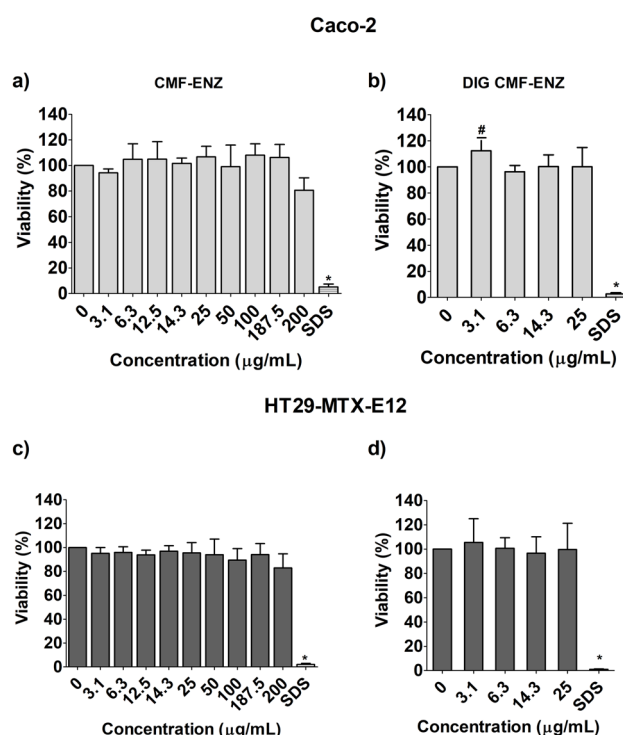 Caco-2
a)
CMF-ENZ
Viability (%)
140
120
100
80
60
40
20
0
*
0 3.1 6.3 12.5 14.3 25 50 100 187.5 200 SDS
Concentration (μg/mL)
b)
DIG CMF-ENZ
Viability (%)
140
120
100
80
60
40
20
0
#
*
0 3.1 6.3 14.3 25 SDS
Concentration (μg/mL)
HT29-MTX-E12
c)
Viability (%)
140
120
100
80
60
40
20
0
*
0 3.1 6.3 12.5 14.3 25 50 100 187.5 200 SDS
Concentration (μg/mL)
d)
Viability (%)
140
120
100
80
60
40
20
0
*
0 3.1 6.3 14.3 25 SDS
Concentration (μg/mL)